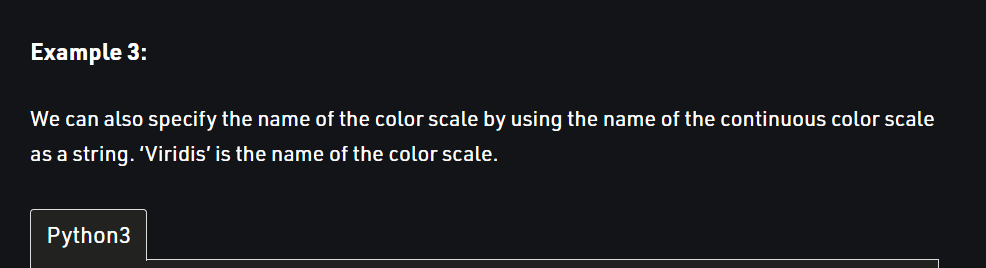 Example 3:
We can also specify the name of the color scale by using the name of the continuous color scale
as a string. ‘Viridis’ is the name of the color scale.
Python3